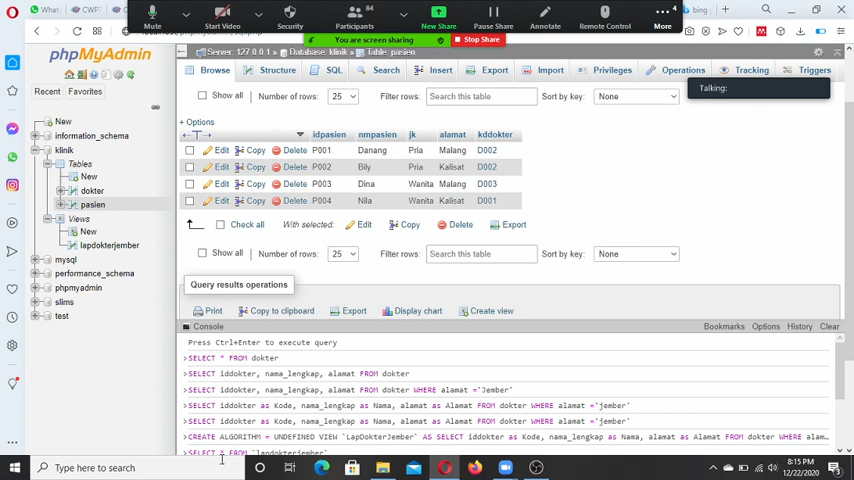 Whats
CWP
bing
Mute
Start Video
Security
84
Participants
New Share
Pause Share
Annotate
Remote Control
More
You are screen sharing
Stop Share
Talking:
phpMyAdmin
Recent
Favorites
New
information_schema
klinik
Tables
New
dokter
pasien
Views
New
lapdokterjember
mysql
performance_schema
phpmyadmin
slims
test
Server: 127.0.0.1 » Database: klinik » Table: pasien
Browse Structure SQL Search Insert Export Import Privileges Operations Tracking Triggers
Show all Number of rows: 25 Filter rows: Search this table Sort by key: None
+ Options
idpasien nmpasien jk alamat kddokter
Edit Copy Delete P001 Danang Pria Malang D002
Edit Copy Delete P002 Bily Pria Kalisat D002
Edit Copy Delete P003 Dina Wanita Malang D003
Edit Copy Delete P004 Nila Wanita Kalisat D001
Check all With selected: Edit Copy Delete Export
Show all Number of rows: 25 Filter rows: Search this table Sort by key: None
Query results operations
Print Copy to clipboard Export Display chart Create view
Console Bookmarks Options History Clear
Press Ctrl+Enter to execute query
>SELECT * FROM dokter
>SELECT iddokter, nama_lengkap, alamat FROM dokter
>SELECT iddokter, nama_lengkap, alamat FROM dokter WHERE alamat ='Jember'
>SELECT iddokter as Kode, nama_lengkap as Nama, alamat as Alamat FROM dokter WHERE alamat ='jember'
>SELECT iddokter as Kode, nama_lengkap as Nama, alamat as Alamat FROM dokter WHERE alamat ='jember'
>CREATE ALGORITHM = UNDEFINED VIEW `LapDokterJember` AS SELECT iddokter as Kode, nama_lengkap as Nama, alamat as Alamat FROM dokter WHERE alam...
>SELECT * FROM `lapdokterjember`
Type here to search
8:15 PM
12/22/2020
3